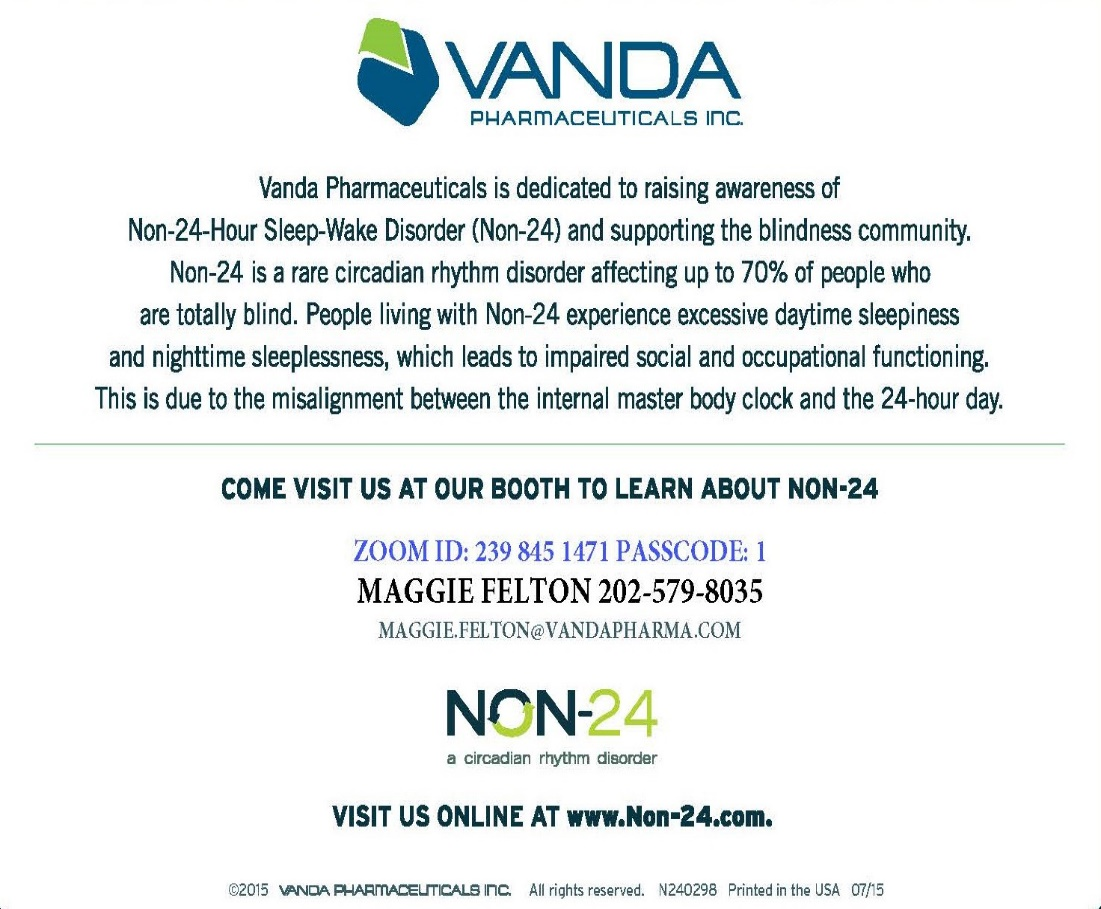 VANDA
PHARMACEUTICALS INC.
Vanda Pharmaceuticals is dedicated to raising awareness of
Non-24-Hour Sleep-Wake Disorder (Non-24) and supporting the blindness community.
Non-24 is a rare circadian rhythm disorder affecting up to 70% of people who
are totally blind. People living with Non-24 experience excessive daytime sleepiness
and nighttime sleeplessness, which leads to impaired social and occupational functioning.
This is due to the misalignment between the internal master body clock and the 24-hour day.
COME VISIT US AT OUR BOOTH TO LEARN ABOUT NON-24
ZOOM ID: 239 845 1471 PASSCODE: 1
MAGGIE FELTON 202-579-8035
MAGGIE.FELTON@VANDAPHARMA.COM
NON-24
a circadian rhythm disorder
VISIT US ONLINE AT www.Non-24.com.
©2015 VANDA PHARMACEUTICALS INC. All rights reserved. N240298 Printed in the USA 07/15